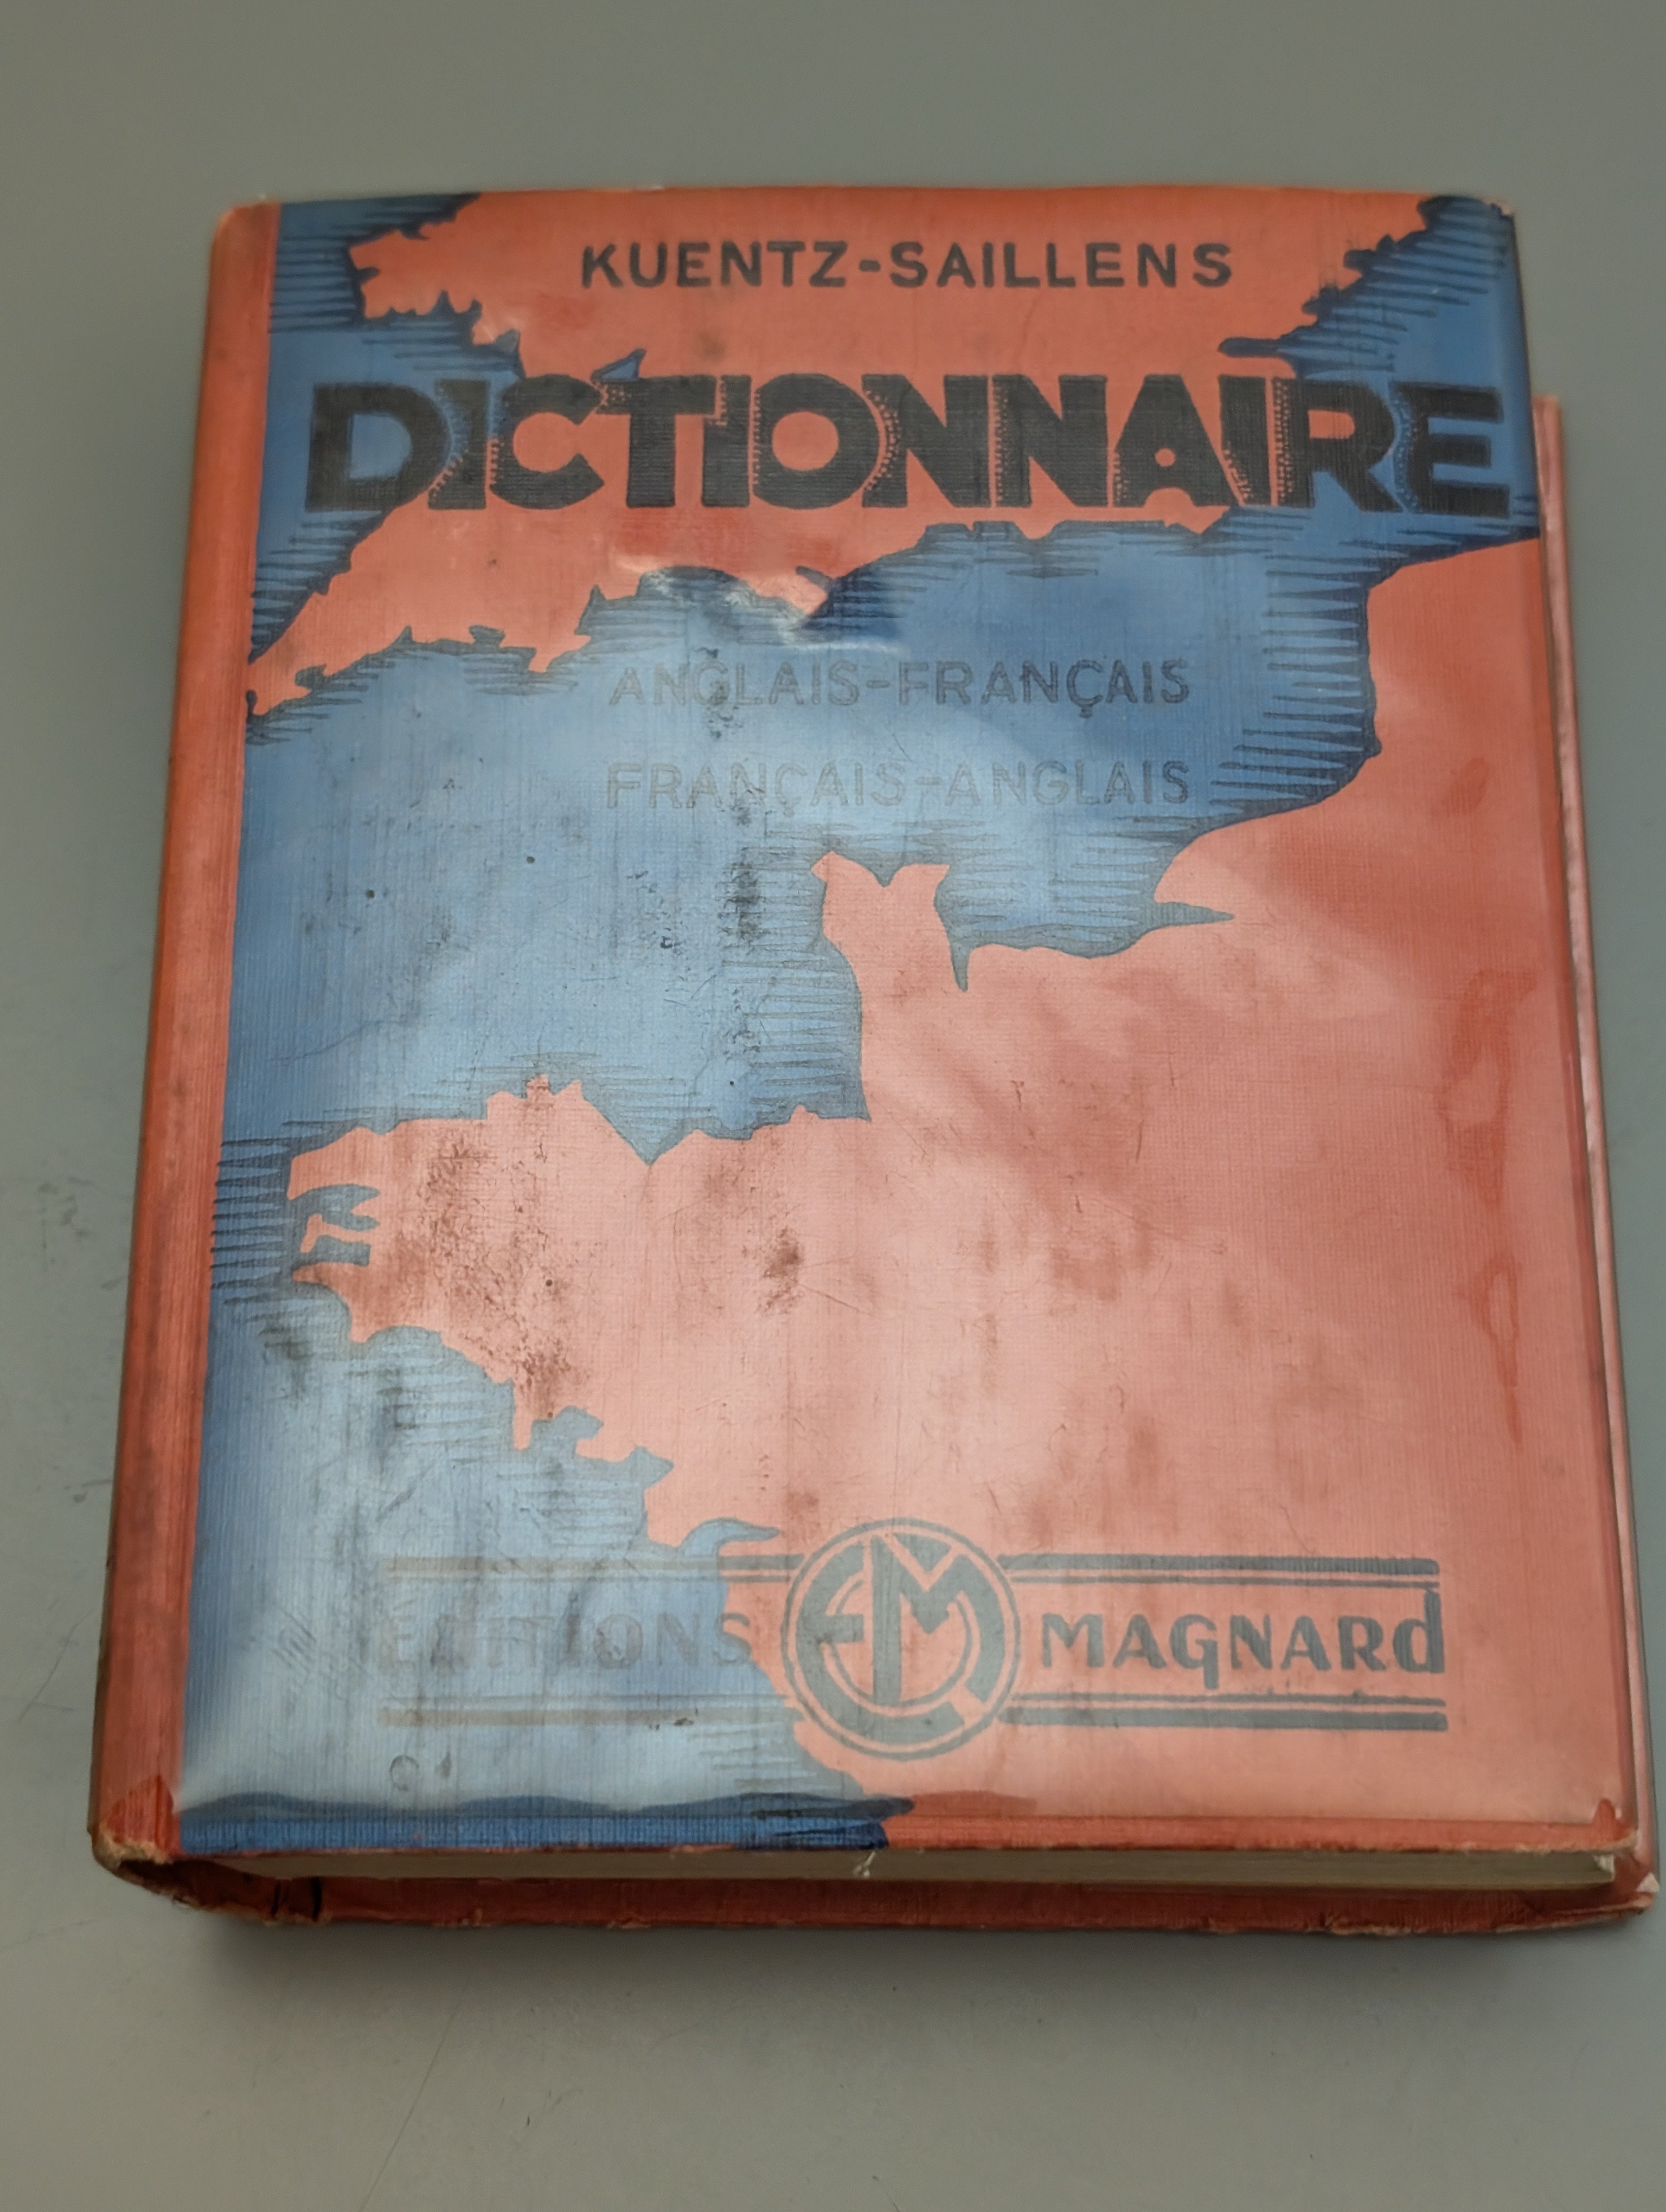 KUENTZ-SAILLENS
DICTIONNAIRE
ANGLAIS-FRANÇAIS
FRANÇAIS-ANGLAIS
EDITIONS EM MAGNARd